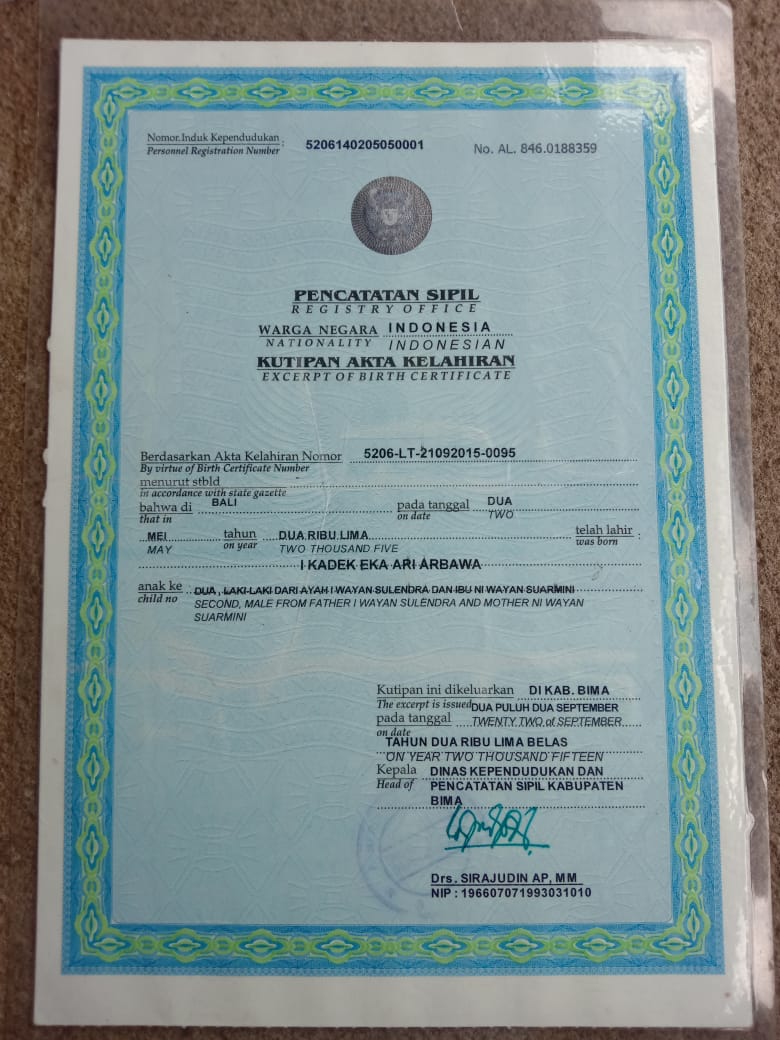 Nomor Induk Kependudukan : 5206140205050001 No. AL. 846.0188359
Personnel Registration Number
PENCATATAN SIPIL
REGISTRY OFFICE
WARGA NEGARA INDONESIA
NATIONALITY INDONESIAN
KUTIPAN AKTA KELAHIRAN
EXCERPT OF BIRTH CERTIFICATE
Berdasarkan Akta Kelahiran Nomor 5206-LT-21092015-0095
By virtue of Birth Certificate Number
menurut stbld
in accordance with state gazette
bahwa di BALI pada tanggal DUA
that in on date TWO
MEI tahun DUA RIBU LIMA telah lahir :
MAY on year TWO THOUSAND FIVE was born
I KADEK EKA ARI ARBAWA
anak ke DUA , LAKI-LAKI DARI AYAH I WAYAN SULENDRA DAN IBU NI WAYAN SUARMINI
child no SECOND, MALE FROM FATHER I WAYAN SULENDRA AND MOTHER NI WAYAN
SUARMINI
Kutipan ini dikeluarkan DI KAB. BIMA
The excerpt is issued DUA PULUH DUA SEPTEMBER
pada tanggal TWENTY TWO of SEPTEMBER
on date
TAHUN DUA RIBU LIMA BELAS
ON YEAR TWO THOUSAND FIFTEEN
Kepala DINAS KEPENDUDUKAN DAN
Head of PENCATATAN SIPIL KABUPATEN
BIMA
Drs. SIRAJUDIN AP, MM
NIP : 196607071993031010